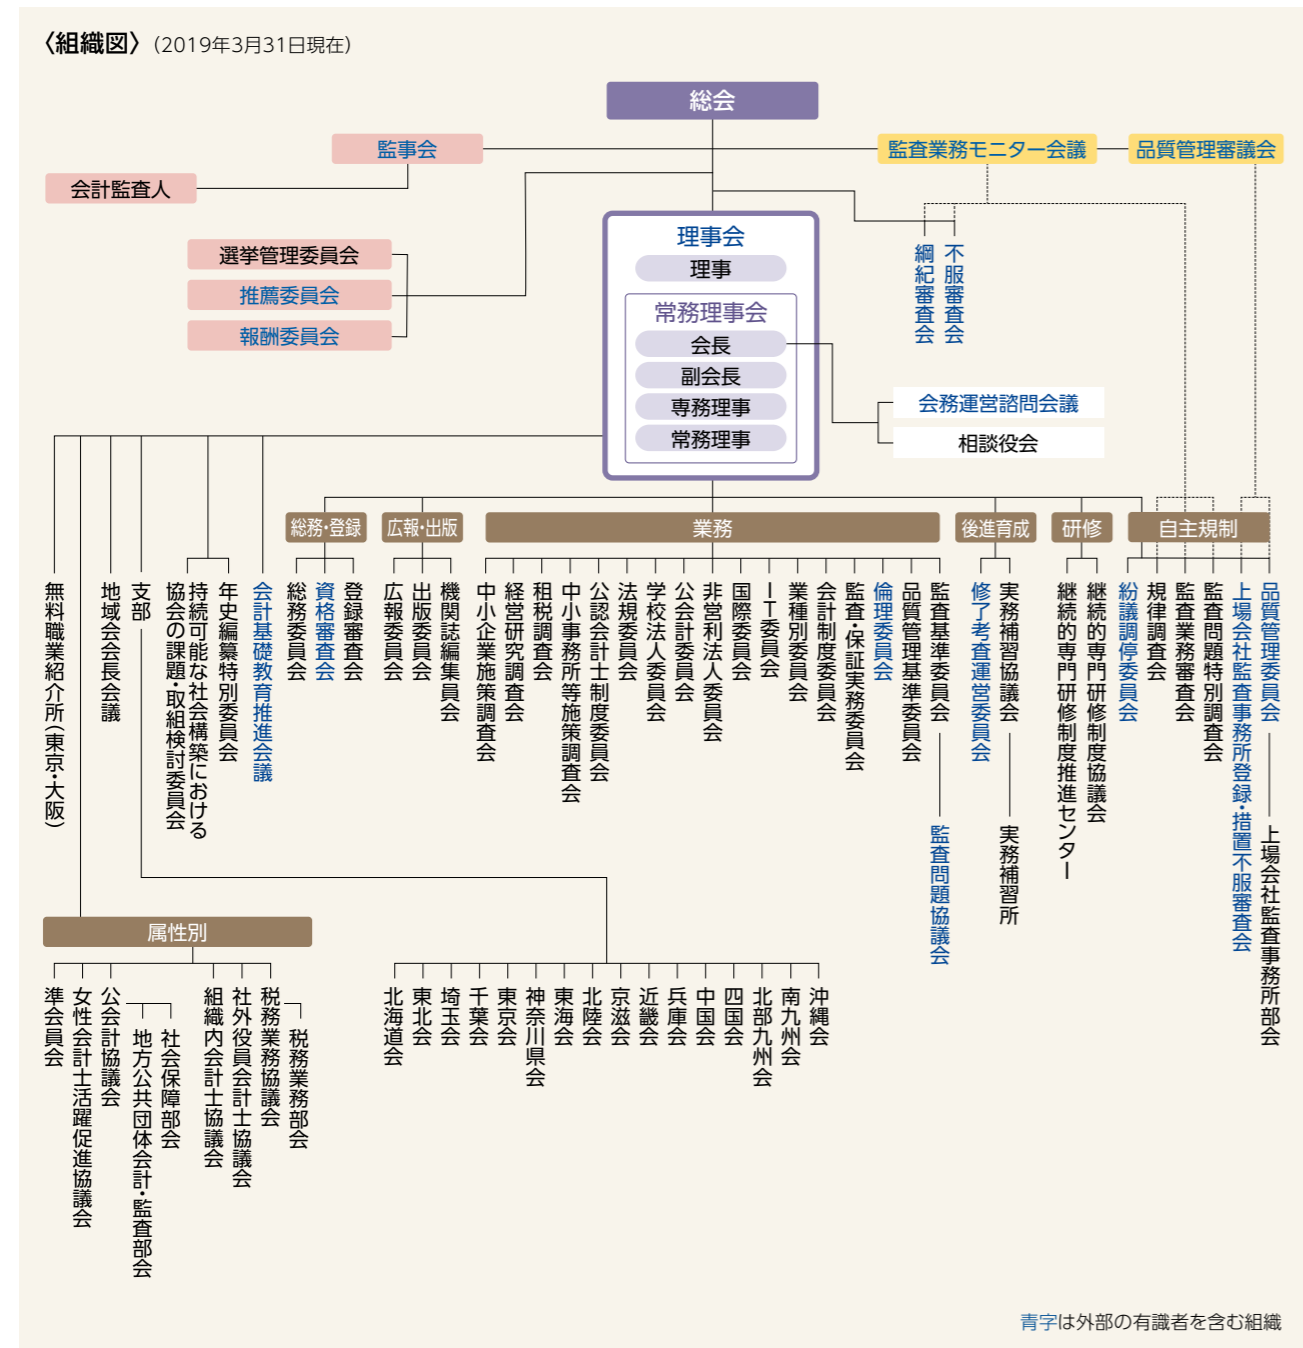 〈組織図〉(2019年3月31日現在)
総会
監事会
監査業務モニター会議
品質管理審議会
会計監査人
選挙管理委員会
推薦委員会
報酬委員会
理事会
理事
常務理事会
会長
副会長
専務理事
常務理事
綱紀審査会
不服審査会
会務運営諮問会議
相談役会
総務・登録
広報・出版
業務
後進育成
研修
自主規制
無料職業紹介所(東京・大阪)
地域会会長会議
支部
持続可能な社会構築における
協会の課題・取組検討委員会
年史編纂特別委員会
会計基礎教育推進会議
総務委員会
資格審査会
登録審査会
広報委員会
出版委員会
機関誌編集員会
中小企業施策調査会
経営研究調査会
租税調査会
中小事務所等施策調査会
公認会計士制度委員会
法規委員会
学校法人委員会
公会計委員会
非営利法人委員会
国際委員会
IT委員会
業種別委員会
会計制度委員会
監査・保証実務委員会
倫理委員会
品質管理基準委員会
監査基準委員会
監査問題協議会
修了考査運営委員会
実務補習協議会
実務補習所
継続的専門研修制度推進センター
継続的専門研修制度協議会
紛議調停委員会
規律調査会
監査業務審査会
監査問題特別調査会
上場会社監査事務所登録・措置不服審査会
品質管理委員会
上場会社監査事務所部会
属性別
準会員会
女性会計士活躍促進協議会
公会計協議会
地方公共団体会計・監査部会
社会保障部会
組織内会計士協議会
社外役員会計士協議会
税務業務協議会
税務業務部会
北海道会
東北会
埼玉会
千葉会
東京会
神奈川県会
東海会
北陸会
京滋会
近畿会
兵庫会
中国会
四国会
北部九州会
南九州会
沖縄会
青字は外部の有識者を含む組織